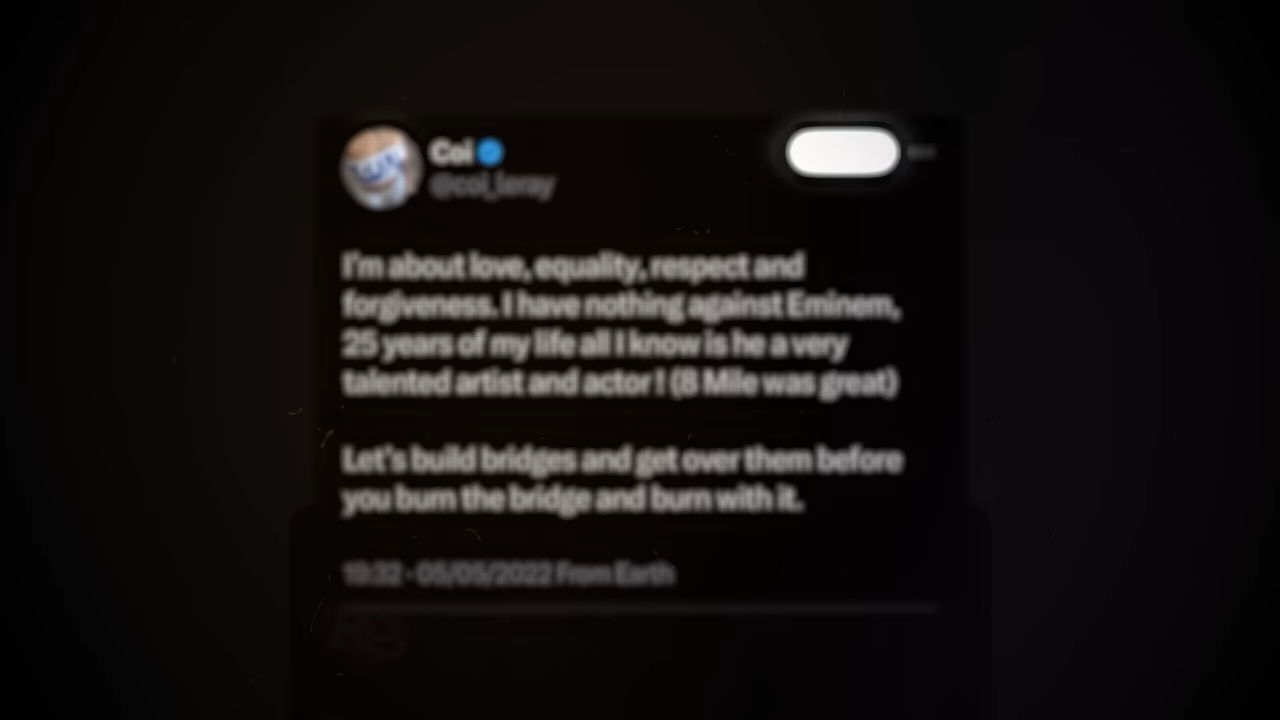 Coi
@coi_leray
I'm about love, equality, respect and
forgiveness. I have nothing against Eminem,
25 years of my life all I know is he a very
talented artist and actor! (8 Mile was great)
Let's build bridges and get over them before
you burn the bridge and burn with it.
19:32 · 05/05/2022 From Earth